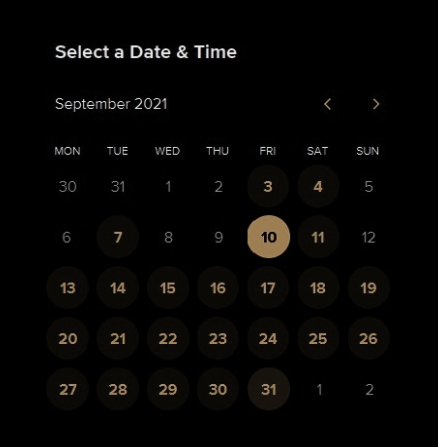 Select a Date & Time
September 2021
MON TUE WED THU FRI SAT SUN
30 31 1 2 3 4 5
6 7 8 9 10 11 12
13 14 15 16 17 18 19
20 21 22 23 24 25 26
27 28 29 30 31 1 2